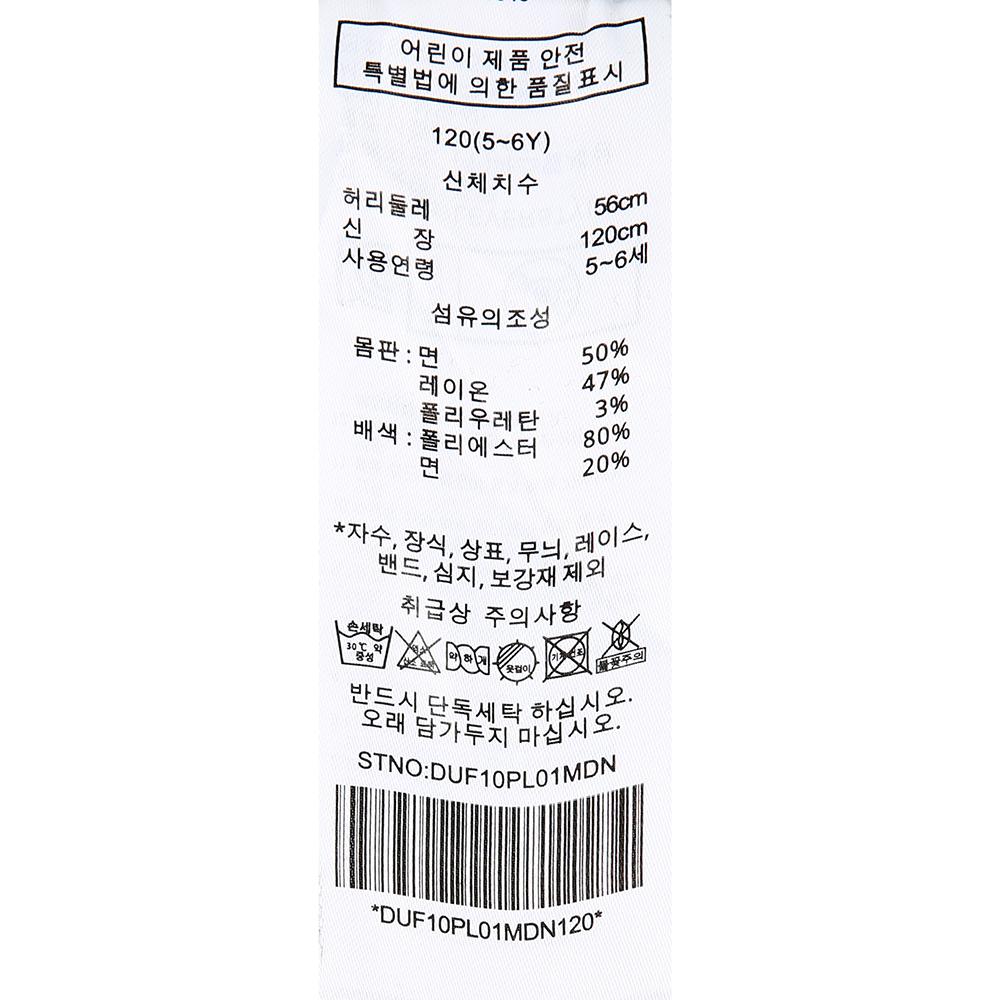 어린이 제품 안전
특별법에 의한 품질표시
120(5~6Y)
신체치수
허리둘레 56cm
신 장 120cm
사용연령 5~6세
섬유의조성
몸판 : 면 50%
레이온 47%
폴리우레탄 3%
배색 : 폴리에스터 80%
면 20%
*자수, 장식, 상표, 무늬, 레이스,
밴드, 심지, 보강재 제외
취급상 주의사항
손세탁
30℃ 약
중성
약하게
옷걸이
불꽃주의
반드시 단독세탁 하십시오.
오래 담가두지 마십시오.
STNO:DUF10PL01MDN
*DUF10PL01MDN120*